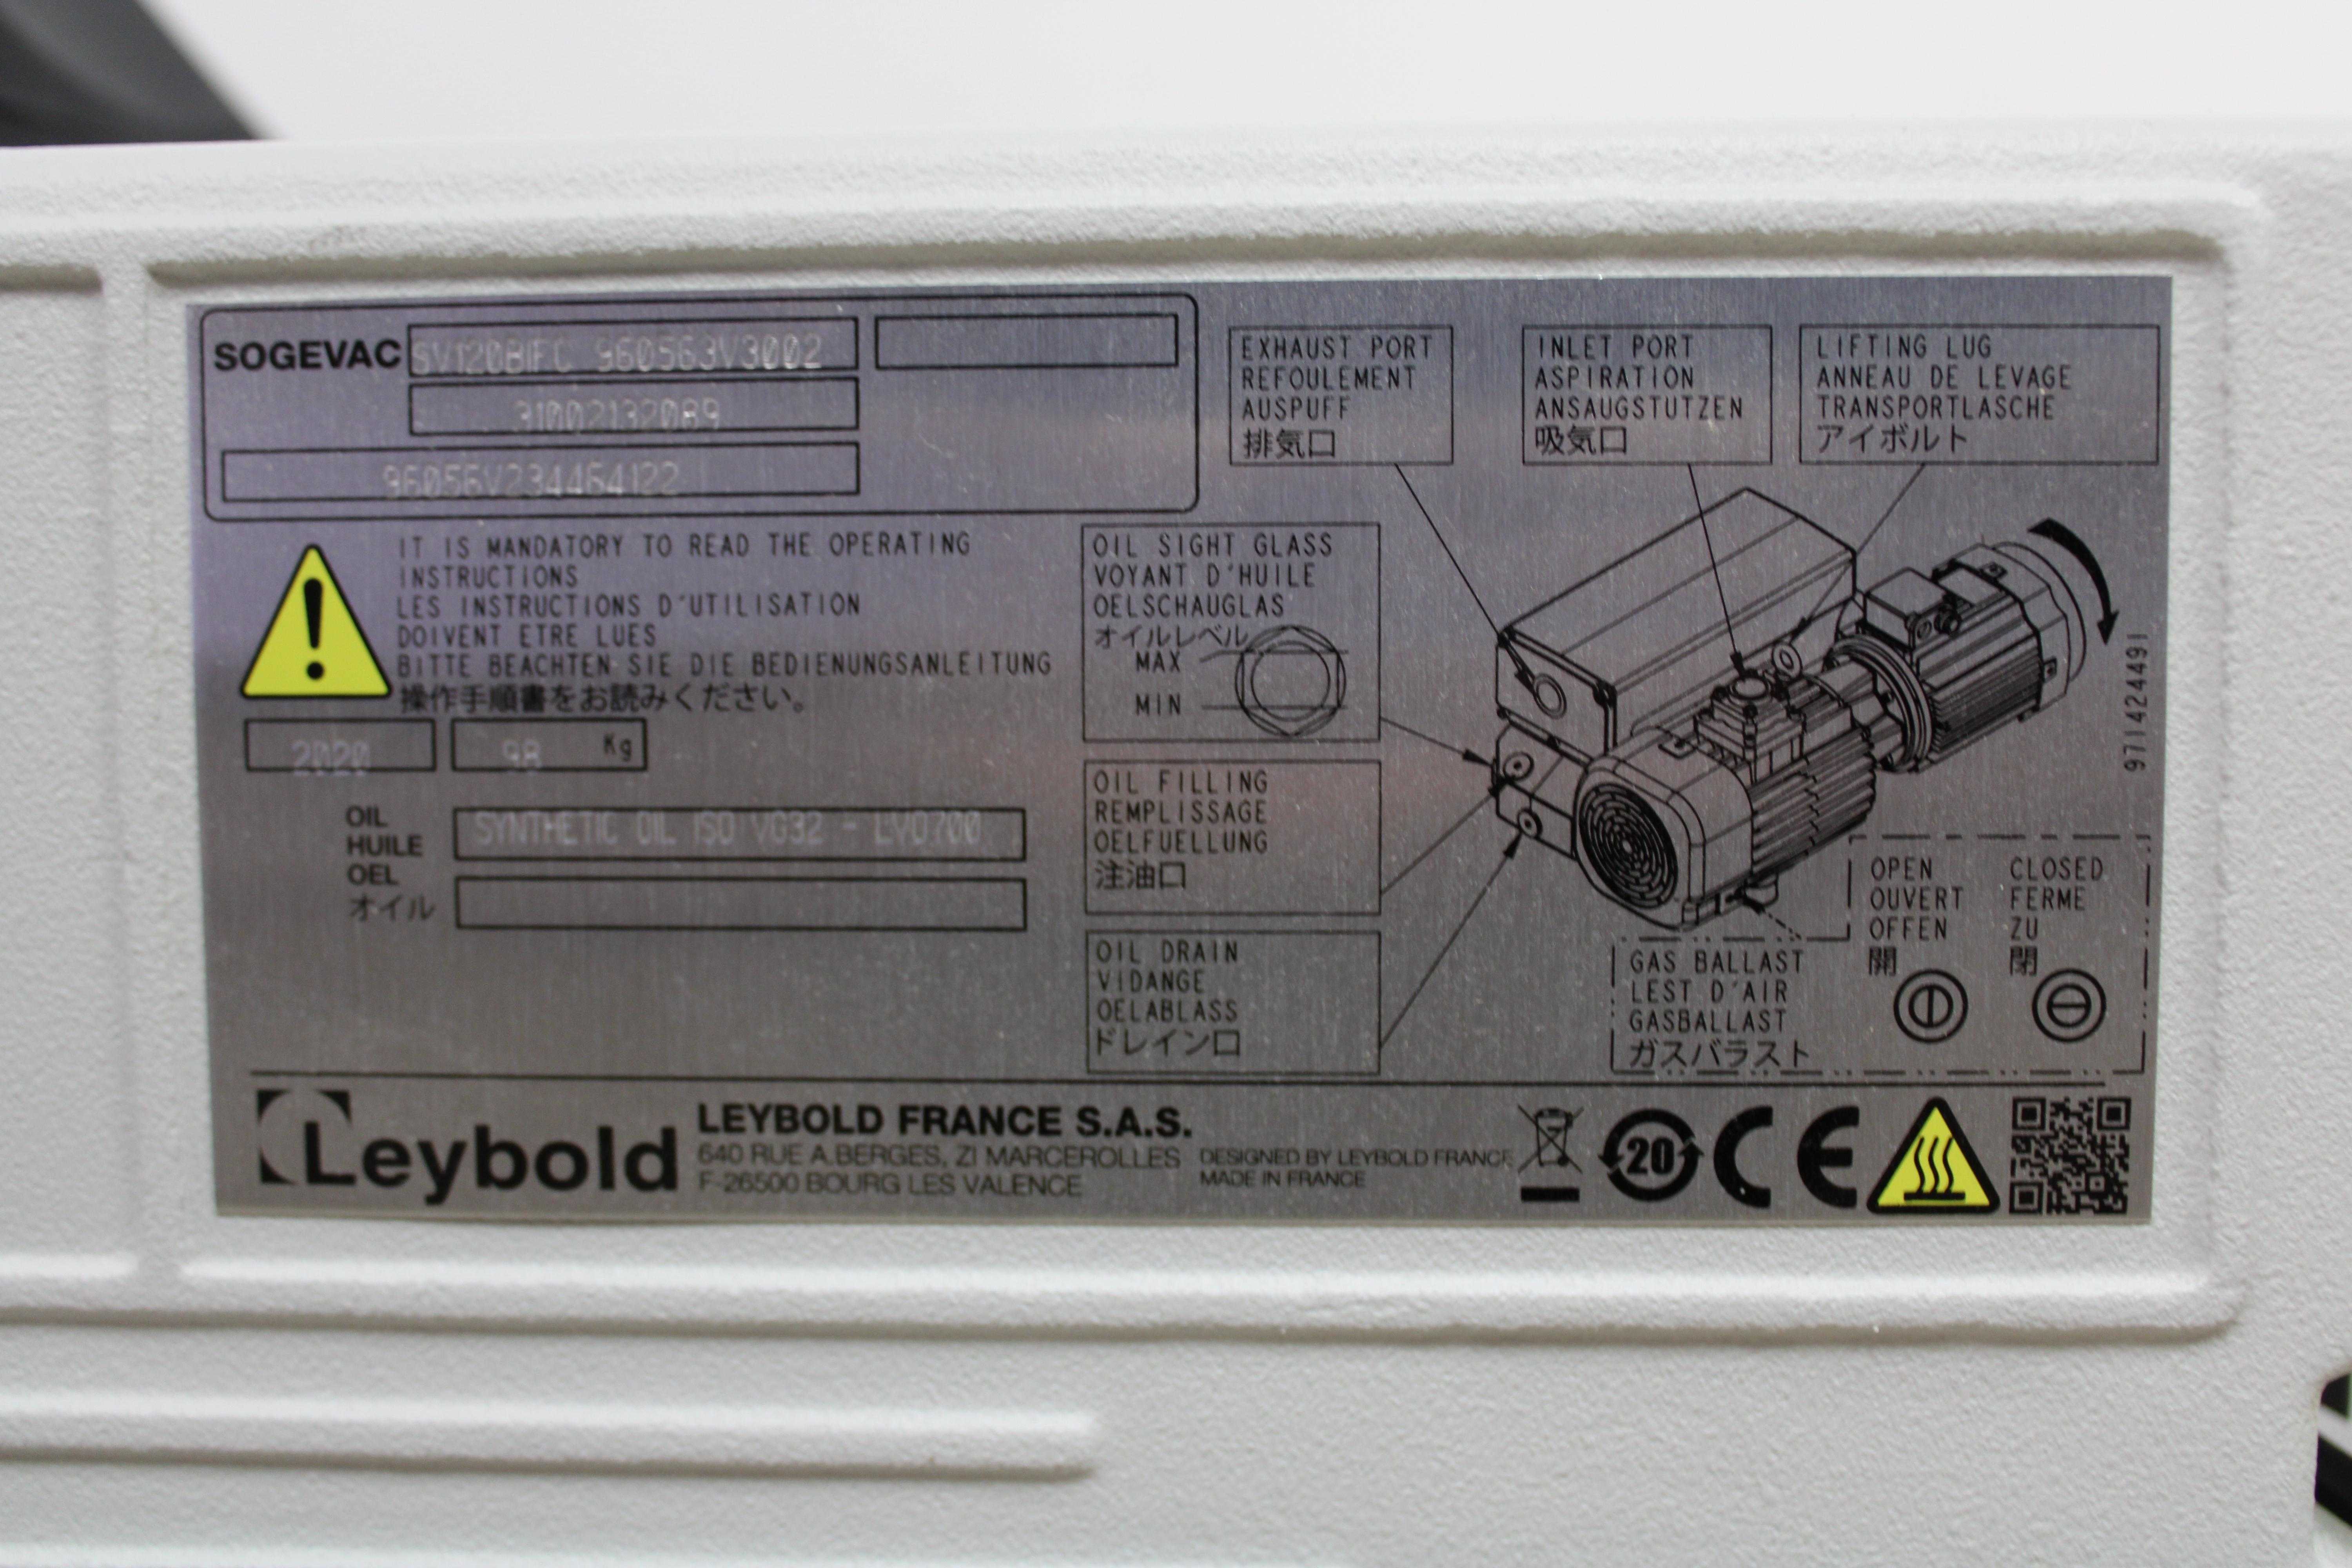 SOGEVAC SV120BIFC 960563V3002
31002132089
96056V234464122
IT IS MANDATORY TO READ THE OPERATING
INSTRUCTIONS
LES INSTRUCTIONS D'UTILISATION
DOIVENT ETRE LUES
BITTE BEACHTEN SIE DIE BEDIENUNGSANLEITUNG
操作手順書をお読みください。
2020
98 Kg
OIL
HUILE
OEL
オイル
SYNTHETIC OIL ISO VG32 - LVO700
EXHAUST PORT
REFOULEMENT
AUSPUFF
排気口
INLET PORT
ASPIRATION
ANSAUGSTUTZEN
吸気口
LIFTING LUG
ANNEAU DE LEVAGE
TRANSPORTLASCHE
アイボルト
OIL SIGHT GLASS
VOYANT D'HUILE
OELSCHAUGLAS
オイルレベル
MAX
MIN
OIL FILLING
REMPLISSAGE
OELFUELLUNG
注油口
OIL DRAIN
VIDANGE
OELABLASS
ドレイン口
971424491
GAS BALLAST
LEST D'AIR
GASBALLAST
ガスバラスト
OPEN
OUVERT
OFFEN
開
CLOSED
FERME
ZU
閉
Leybold
LEYBOLD FRANCE S.A.S.
640 RUE A.BERGES, ZI MARCEROLLES
F-26500 BOURG LES VALENCE
DESIGNED BY LEYBOLD FRANCE
MADE IN FRANCE
20
CE